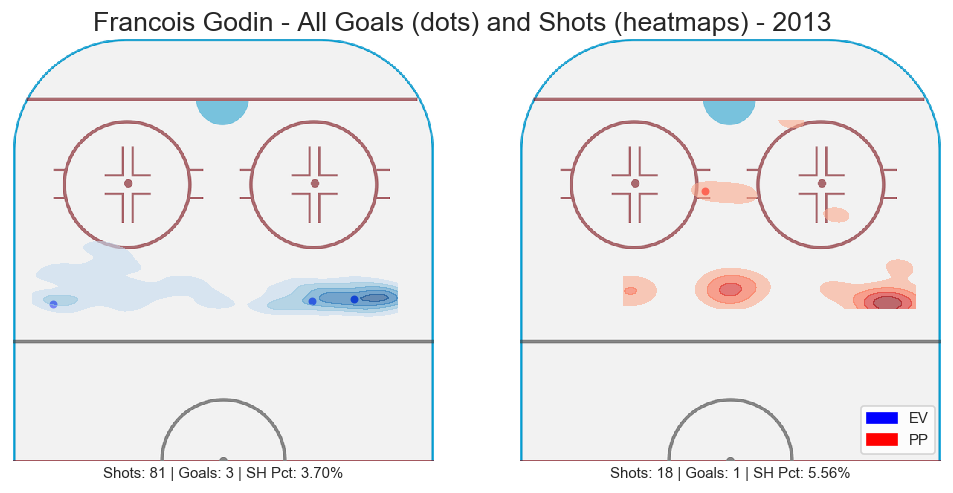 Francois Godin - All Goals (dots) and Shots (heatmaps) - 2013
EV
PP
Shots: 81 | Goals: 3 | SH Pct: 3.70%
Shots: 18 | Goals: 1 | SH Pct: 5.56%